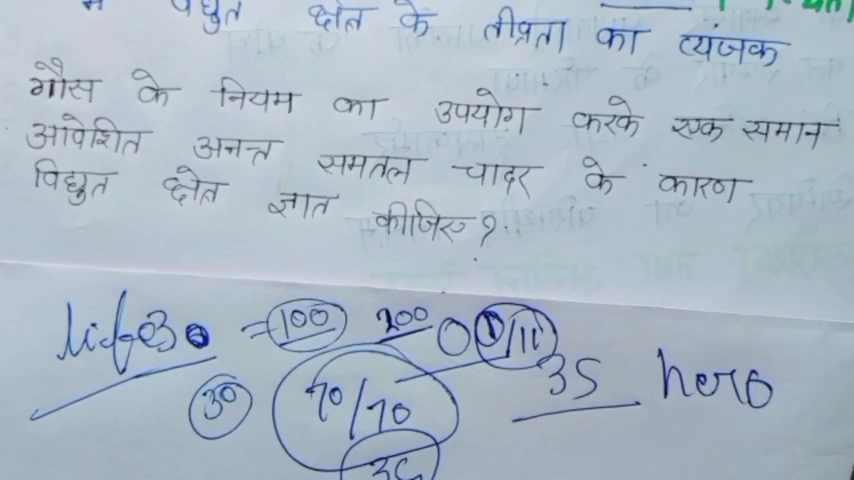 में विद्युत क्षेत के तीव्रता का व्यंजक
गौस के नियम का उपयोग करके एक समान
आवेशित अनन्त समतल चादर के कारण
विद्युत क्षेत ज्ञात कीजिए?
= 100 200
30 70/70 35 hero